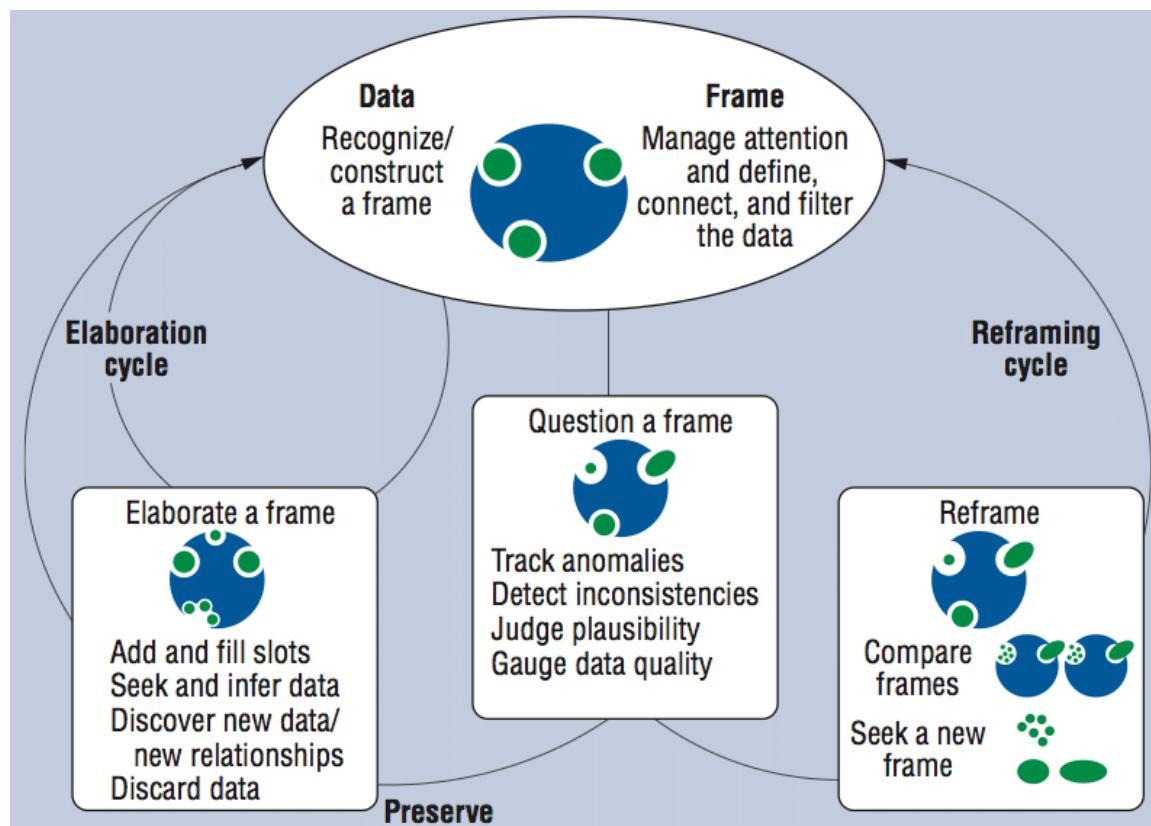 Data
Recognize/
construct
a frame
Frame
Manage attention
and define,
connect, and filter
the data
Elaboration
cycle
Reframing
cycle
Question a frame
Track anomalies
Detect inconsistencies
Judge plausibility
Gauge data quality
Elaborate a frame
Add and fill slots
Seek and infer data
Discover new data/
new relationships
Discard data
Reframe
Compare
frames
Seek a new
frame
Preserve